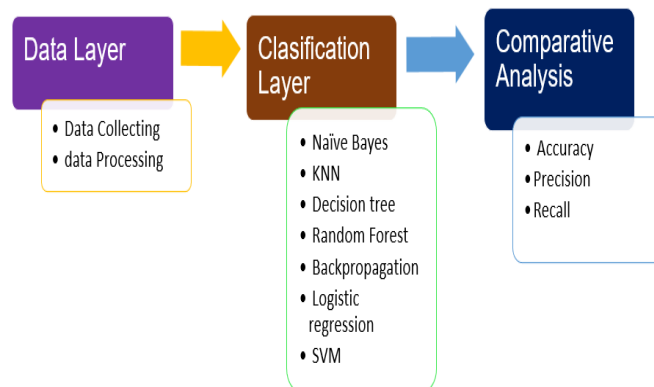 Data Layer
• Data Collecting
• data Processing
Clasification
Layer
• Naïve Bayes
• KNN
• Decision tree
• Random Forest
• Backpropagation
• Logistic
regression
• SVM
Comparative
Analysis
• Accuracy
• Precision
• Recall